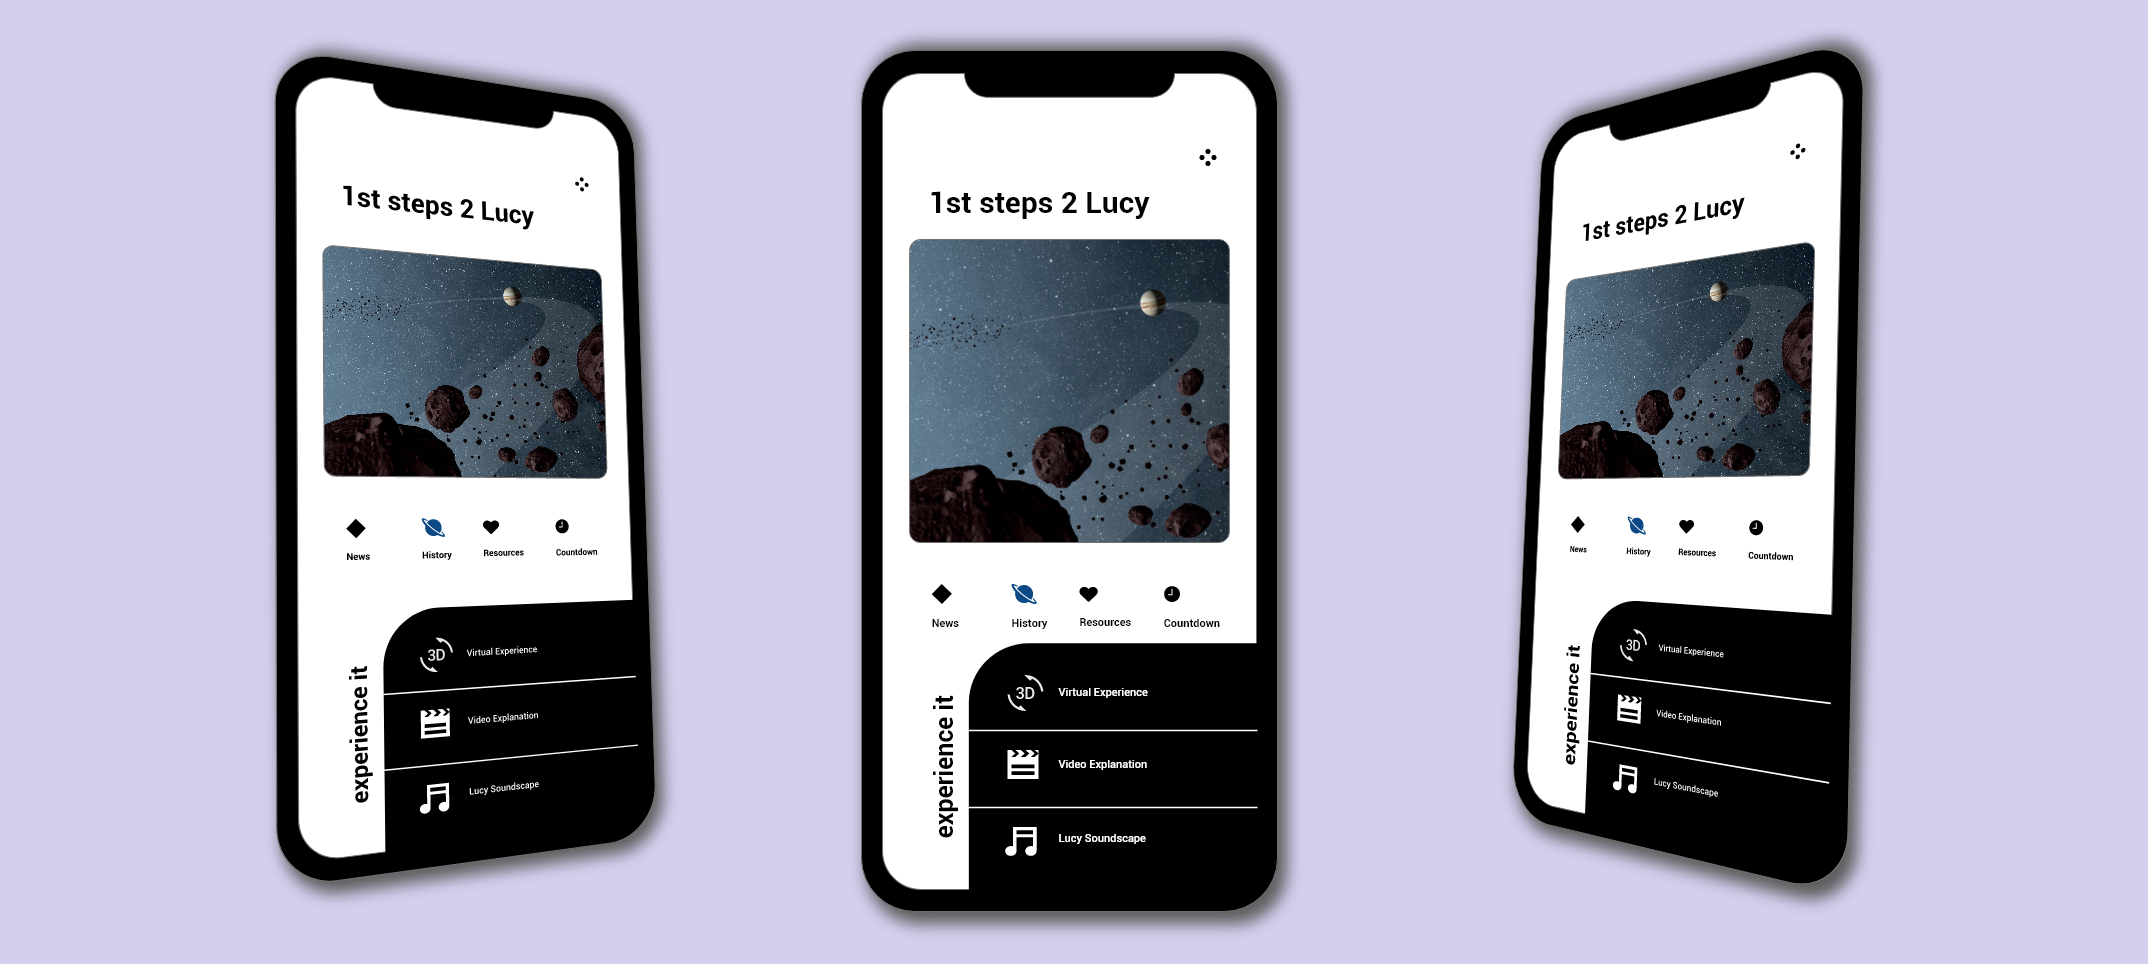 1st steps 2 Lucy
News History Resources Countdown
experience it
3D Virtual Experience
Video Explanation
Lucy Soundscape
1st steps 2 Lucy
News History Resources Countdown
experience it
3D Virtual Experience
Video Explanation
Lucy Soundscape
1st steps 2 Lucy
News History Resources Countdown
experience it
3D Virtual Experience
Video Explanation
Lucy Soundscape